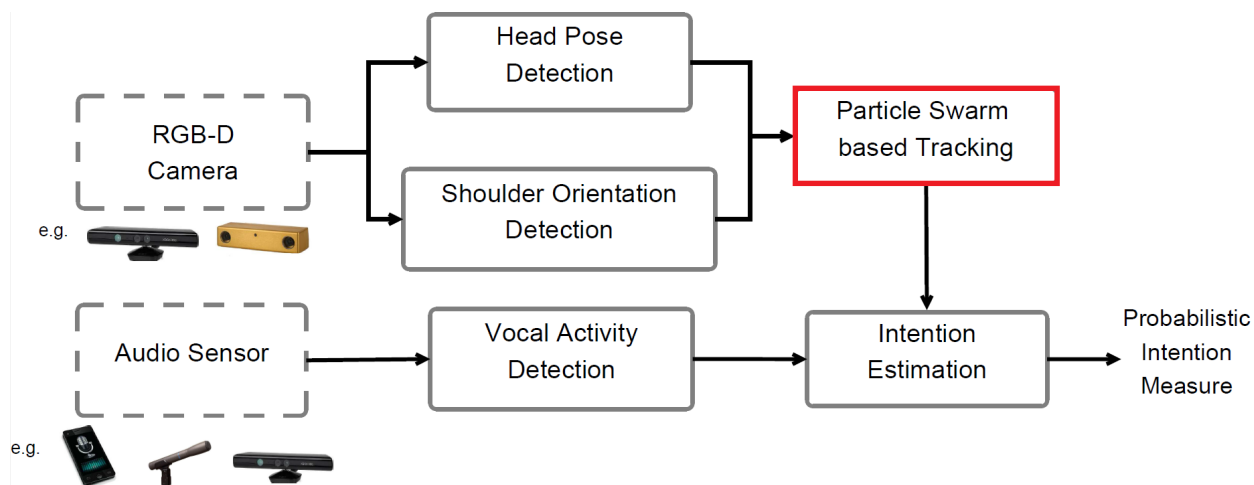 Head Pose
Detection
RGB-D
Camera
Particle Swarm
based Tracking
Shoulder Orientation
Detection
e.g.
Audio Sensor
Vocal Activity
Detection
Intention
Estimation
Probabilistic
Intention
Measure
e.g.